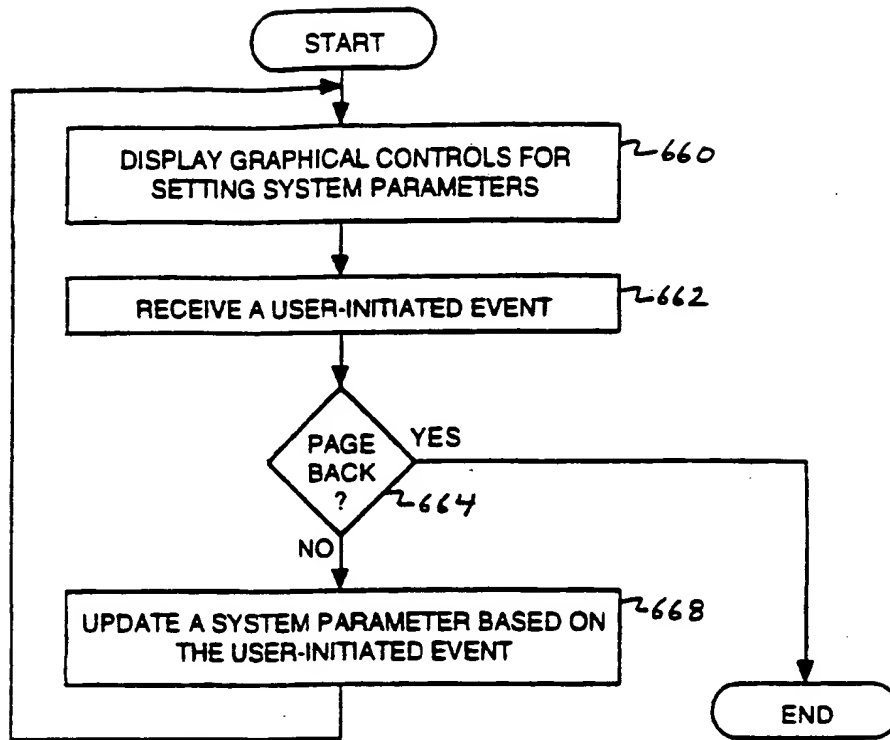 START
DISPLAY GRAPHICAL CONTROLS FOR
SETTING SYSTEM PARAMETERS
660
RECEIVE A USER-INITIATED EVENT
662
PAGE
BACK
?
YES
664
NO
UPDATE A SYSTEM PARAMETER BASED ON
THE USER-INITIATED EVENT
668
END